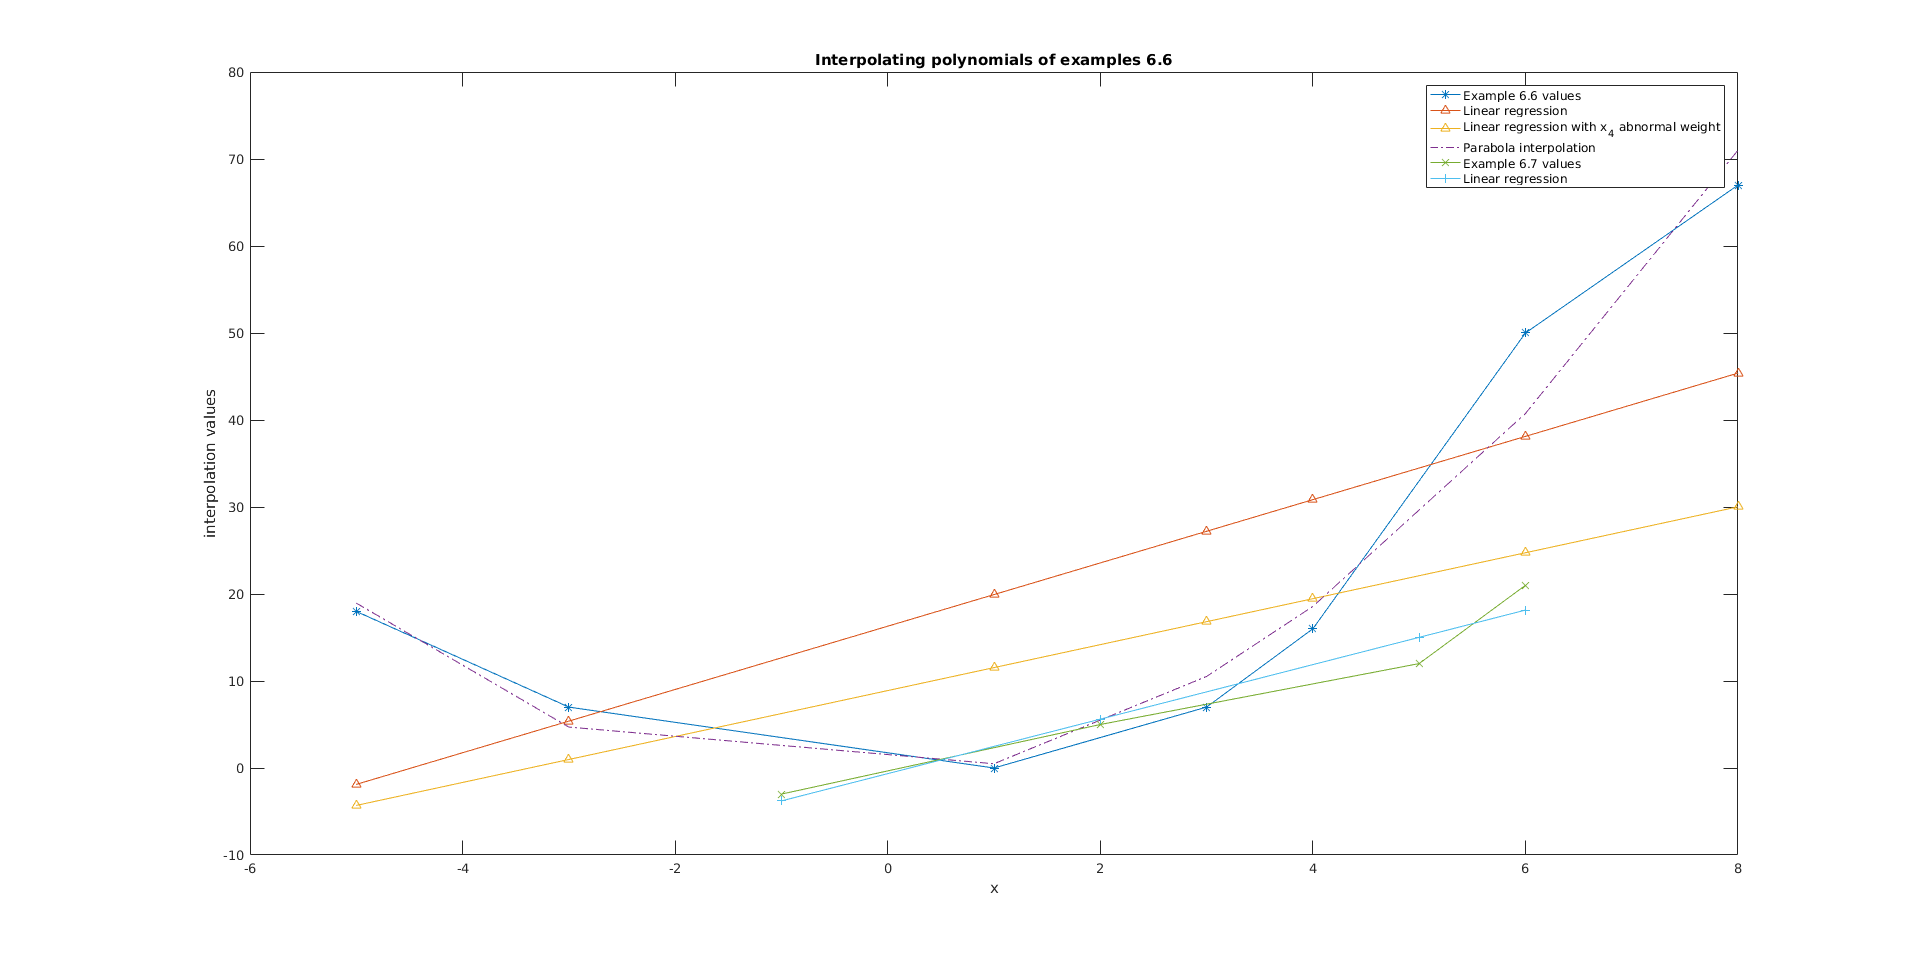 Interpolating polynomials of examples 6.6
80
70
60
50
40
30
20
10
0
-10
interpolation values
Example 6.6 values
Linear regression
Linear regression with x4 abnormal weight
Parabola interpolation
Example 6.7 values
Linear regression
-6 -4 -2 0 2 4 6 8
x